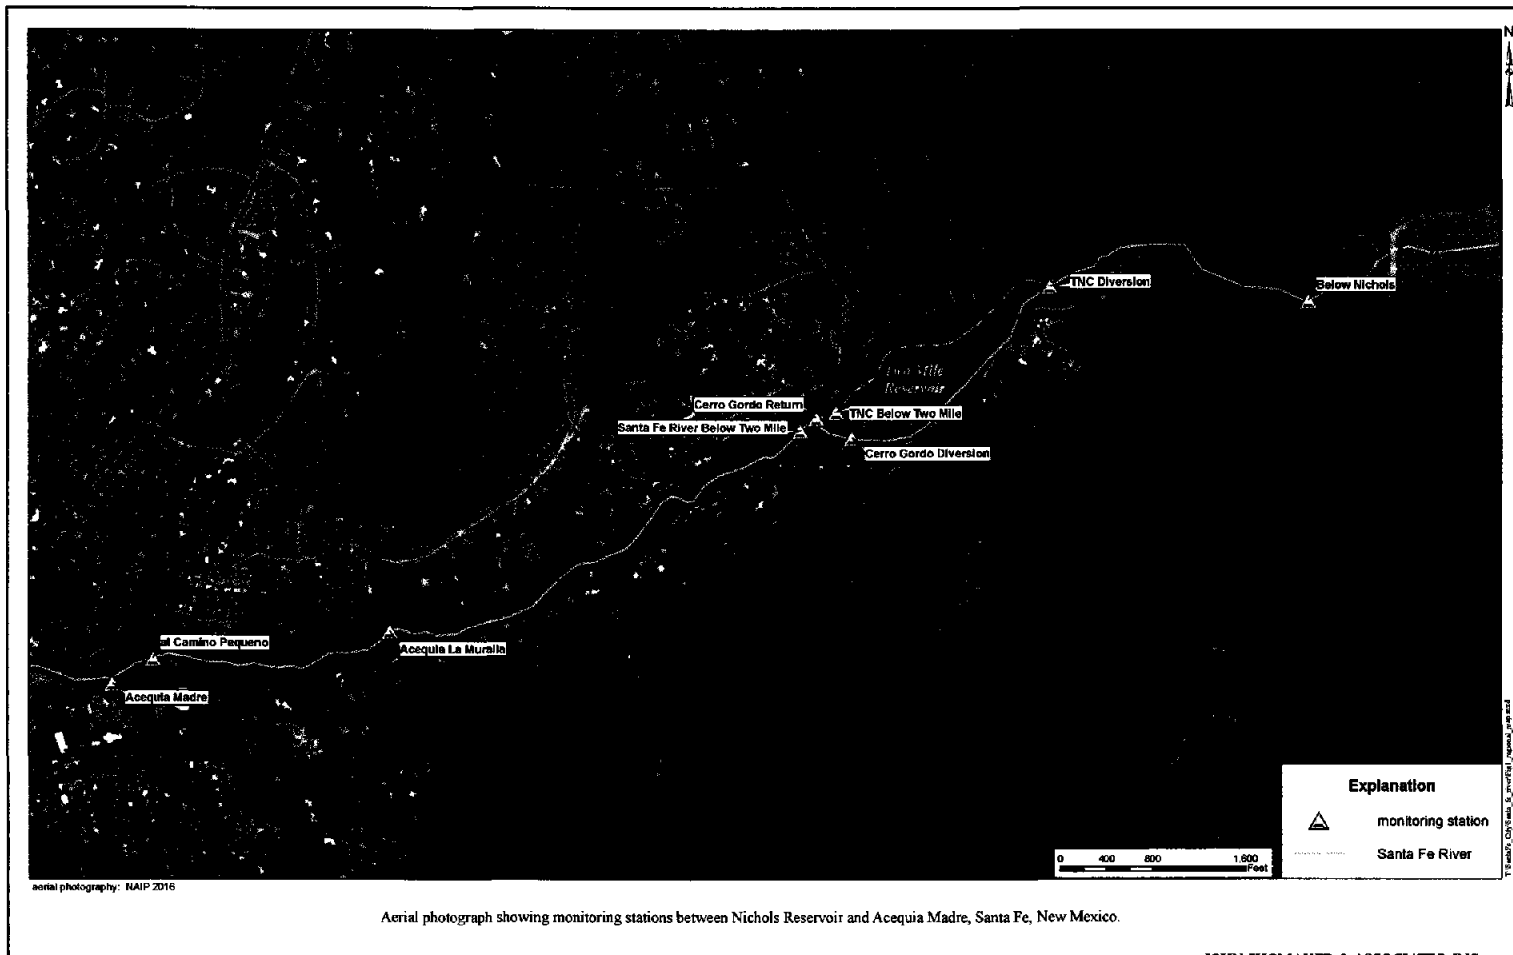 N
TNC Diversion
Below Nichols
Two Mile
Reservoir
Cerro Gordo Return
TNC Below Two Mile
Santa Fe River Below Two Mile
Cerro Gordo Diversion
at Camino Pequeno
Acequia La Muralla
Acequia Madre
Explanation
monitoring station
Santa Fe River
0 400 800 1,600
Feet
aerial photography: NAIP 2016
Aerial photograph showing monitoring stations between Nichols Reservoir and Acequia Madre, Santa Fe, New Mexico.